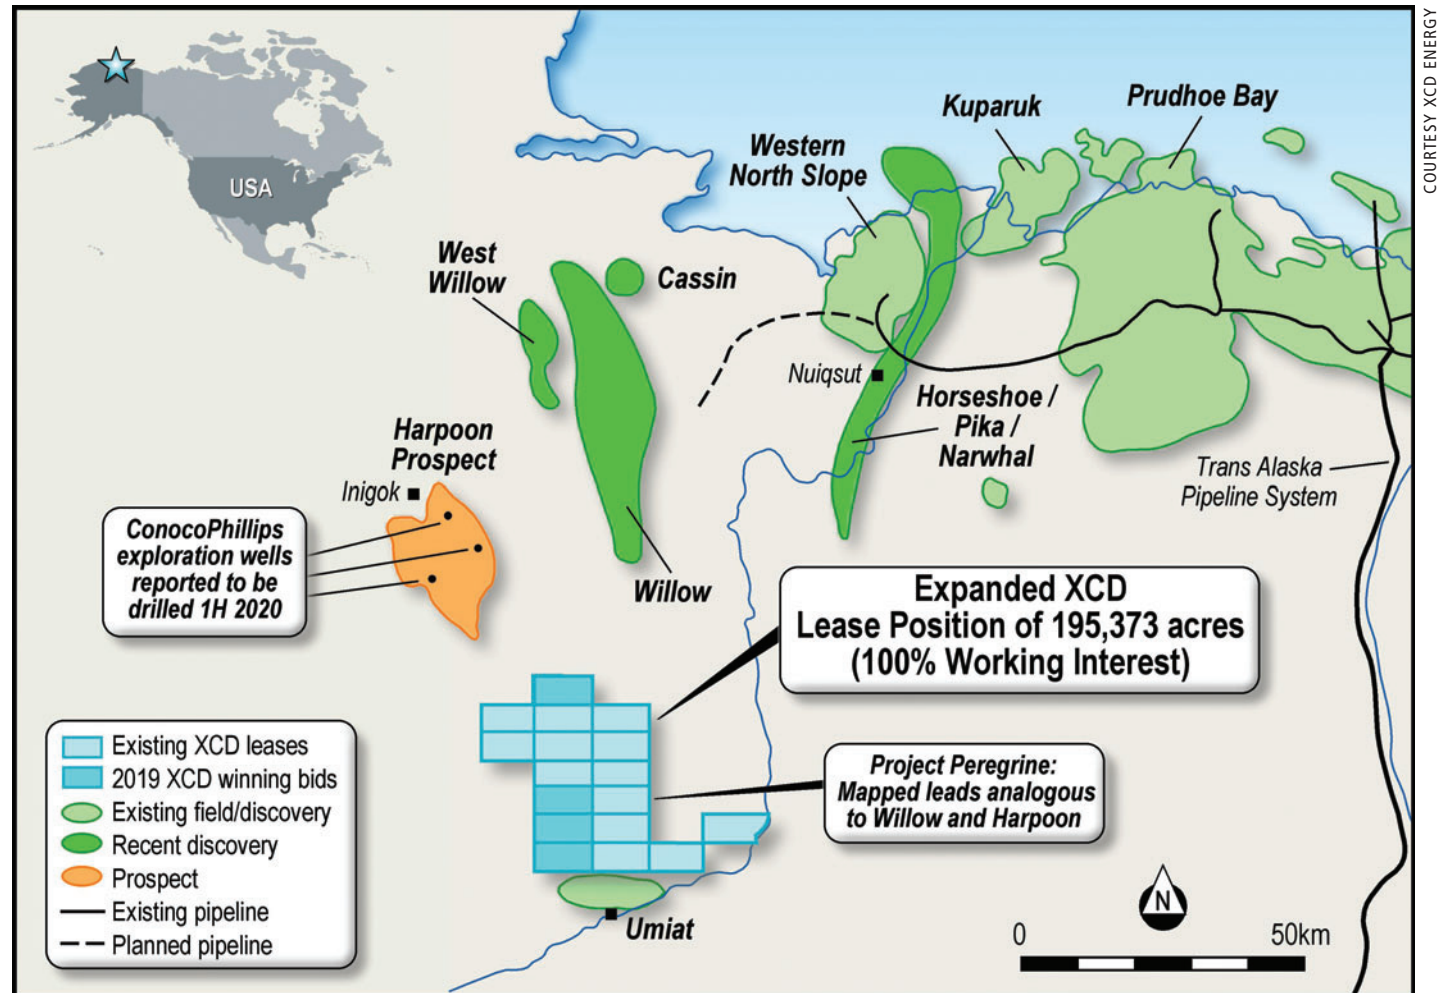 COURTESY XCD ENERGY
USA
Kuparuk
Prudhoe Bay
Western
North Slope
West
Willow
Cassin
Nuiqsut
Horseshoe /
Pika /
Narwhal
Harpoon
Prospect
Inigok
Trans Alaska
Pipeline System
ConocoPhillips
exploration wells
reported to be
drilled 1H 2020
Willow
Expanded XCD
Lease Position of 195,373 acres
(100% Working Interest)
Project Peregrine:
Mapped leads analogous
to Willow and Harpoon
Existing XCD leases
2019 XCD winning bids
Existing field/discovery
Recent discovery
Prospect
Existing pipeline
Planned pipeline
Umiat
N
0
50km